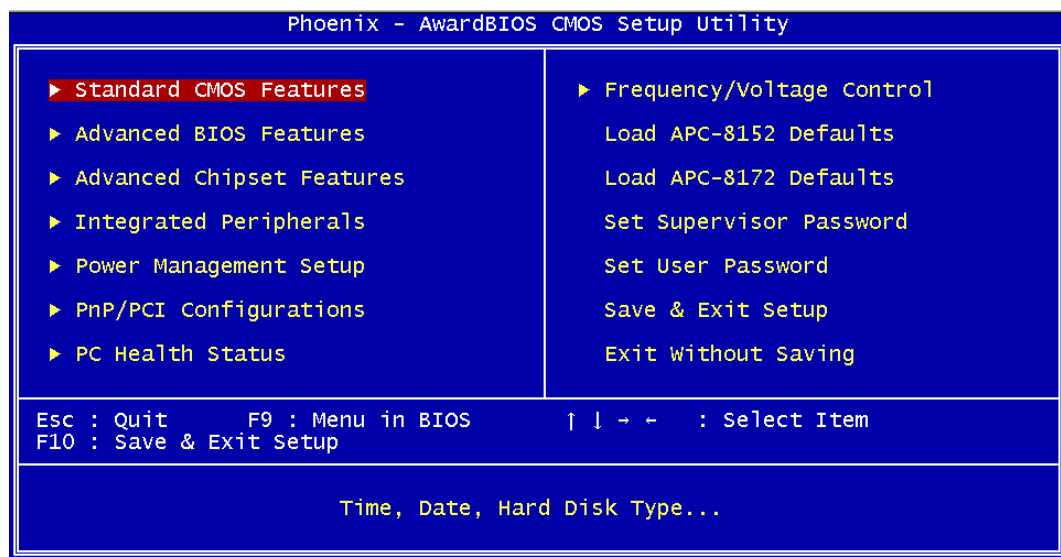 Phoenix - AwardBIOS CMOS Setup Utility
▶ Standard CMOS Features
▶ Advanced BIOS Features
▶ Advanced Chipset Features
▶ Integrated Peripherals
▶ Power Management Setup
▶ PnP/PCI Configurations
▶ PC Health Status
▶ Frequency/Voltage Control
Load APC-8152 Defaults
Load APC-8172 Defaults
Set Supervisor Password
Set User Password
Save & Exit Setup
Exit Without Saving
Esc : Quit F9 : Menu in BIOS ↑ ↓ → ← : Select Item
F10 : Save & Exit Setup
Time, Date, Hard Disk Type...